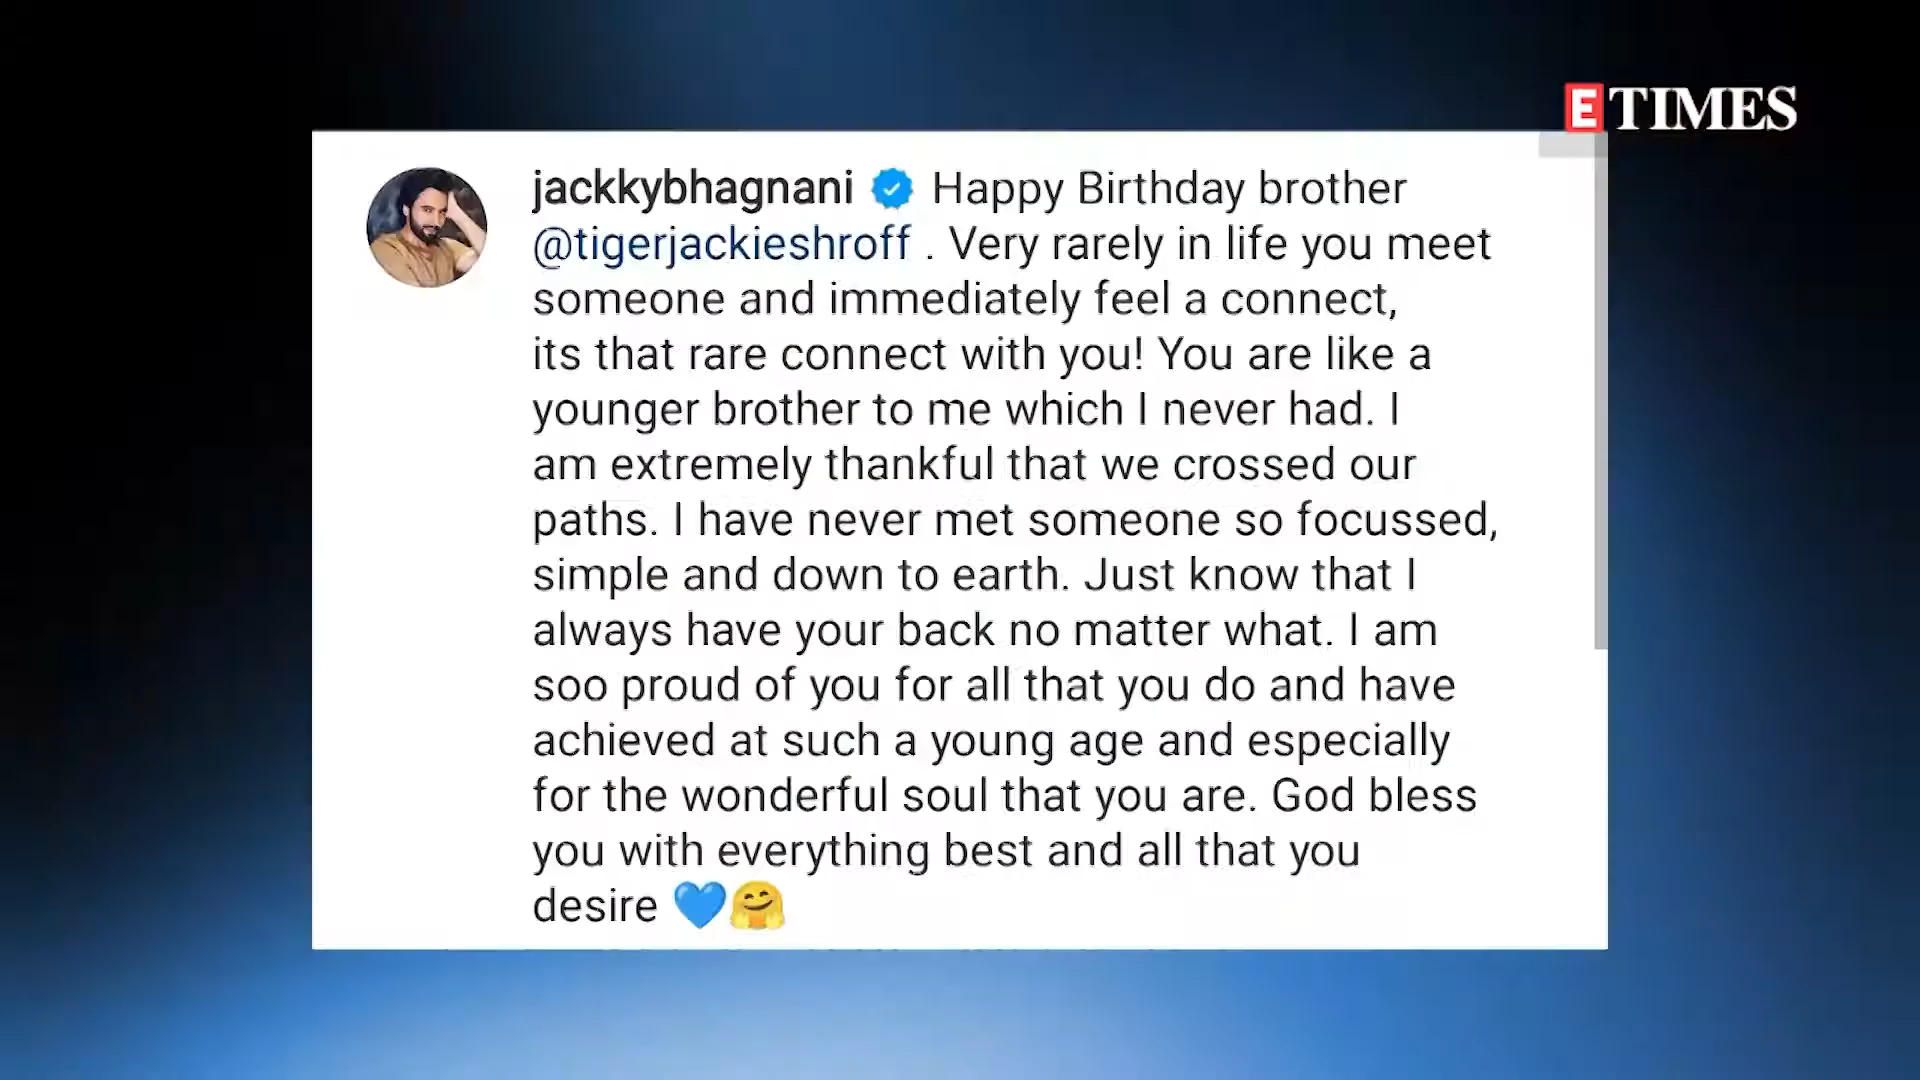 E TIMES
jackkybhagnani Happy Birthday brother
@tigerjackieshroff . Very rarely in life you meet
someone and immediately feel a connect,
its that rare connect with you! You are like a
younger brother to me which I never had. I
am extremely thankful that we crossed our
paths. I have never met someone so focussed,
simple and down to earth. Just know that I
always have your back no matter what. I am
soo proud of you for all that you do and have
achieved at such a young age and especially
for the wonderful soul that you are. God bless
you with everything best and all that you
desire 💙🤗